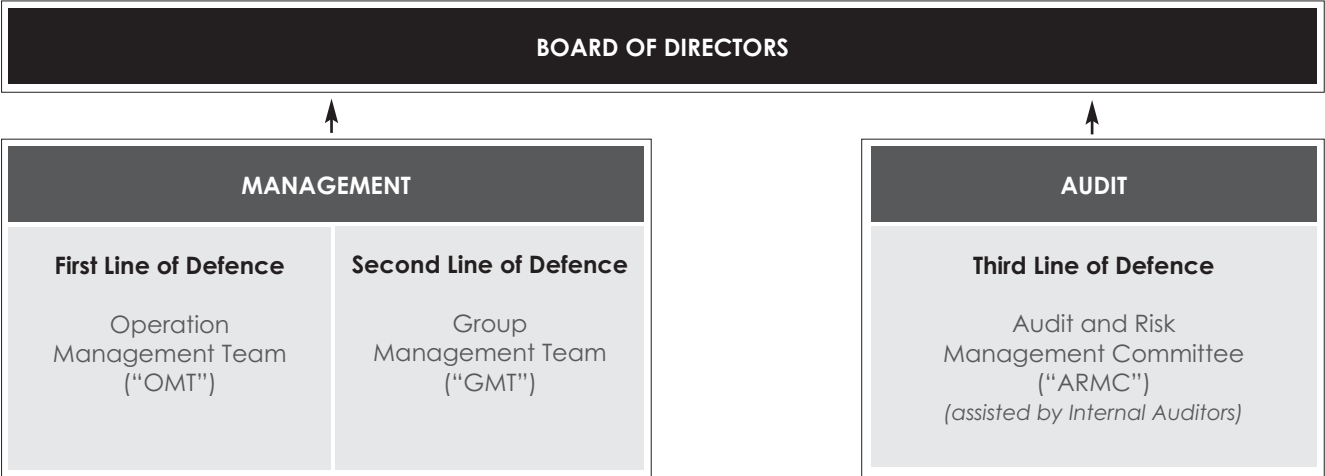 BOARD OF DIRECTORS
MANAGEMENT
First Line of Defence
Operation
Management Team
(“OMT”)
Second Line of Defence
Group
Management Team
(“GMT”)
AUDIT
Third Line of Defence
Audit and Risk
Management Committee
(“ARMC”)
(assisted by Internal Auditors)